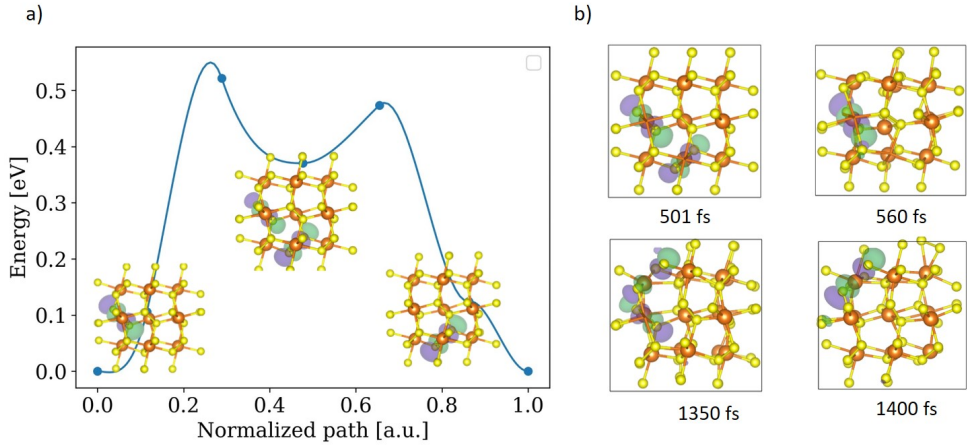 a)
b)
Energy [eV]
0.5
0.4
0.3
0.2
0.1
0.0
0.0 0.2 0.4 0.6 0.8 1.0
Normalized path [a.u.]
501 fs
560 fs
1350 fs
1400 fs